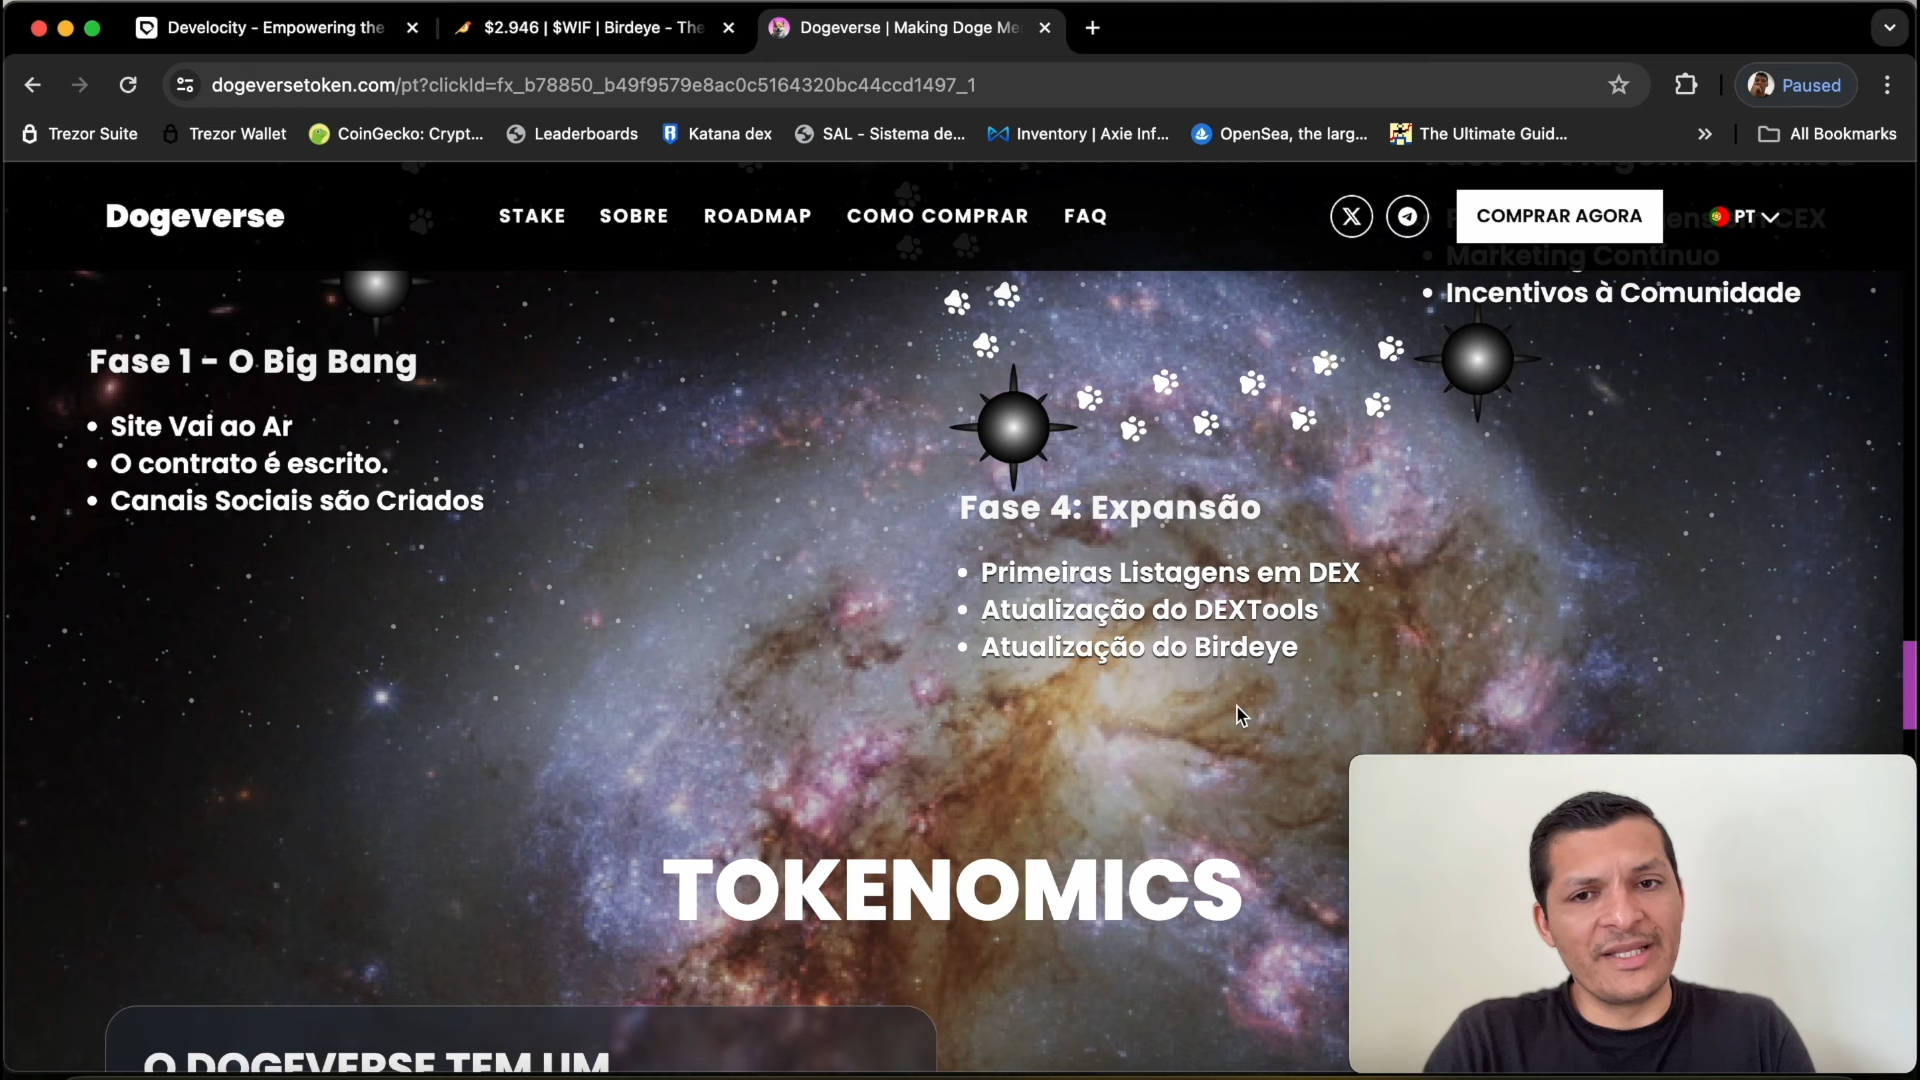 Develocity - Empowering the
$2.946 | $WIF | Birdeye - The
Dogeverse | Making Doge Me
dogeversetoken.com/pt?clickId=fx_b78850_b49f9579e8ac0c5164320bc44ccd1497_1
Paused
Trezor Suite
Trezor Wallet
CoinGecko: Crypt...
Leaderboards
Katana dex
SAL - Sistema de...
Inventory | Axie Inf...
OpenSea, the larg...
The Ultimate Guid...
All Bookmarks
Dogeverse
STAKE
SOBRE
ROADMAP
COMO COMPRAR
FAQ
COMPRAR AGORA
PT
CEX
Marketing Contínuo
Incentivos à Comunidade
Fase 1 - O Big Bang
Site Vai ao Ar
O contrato é escrito.
Canais Sociais são Criados
Fase 4: Expansão
Primeiras Listagens em DEX
Atualização do DEXTools
Atualização do Birdeye
TOKENOMICS
O DOGEVERSE TEM UM